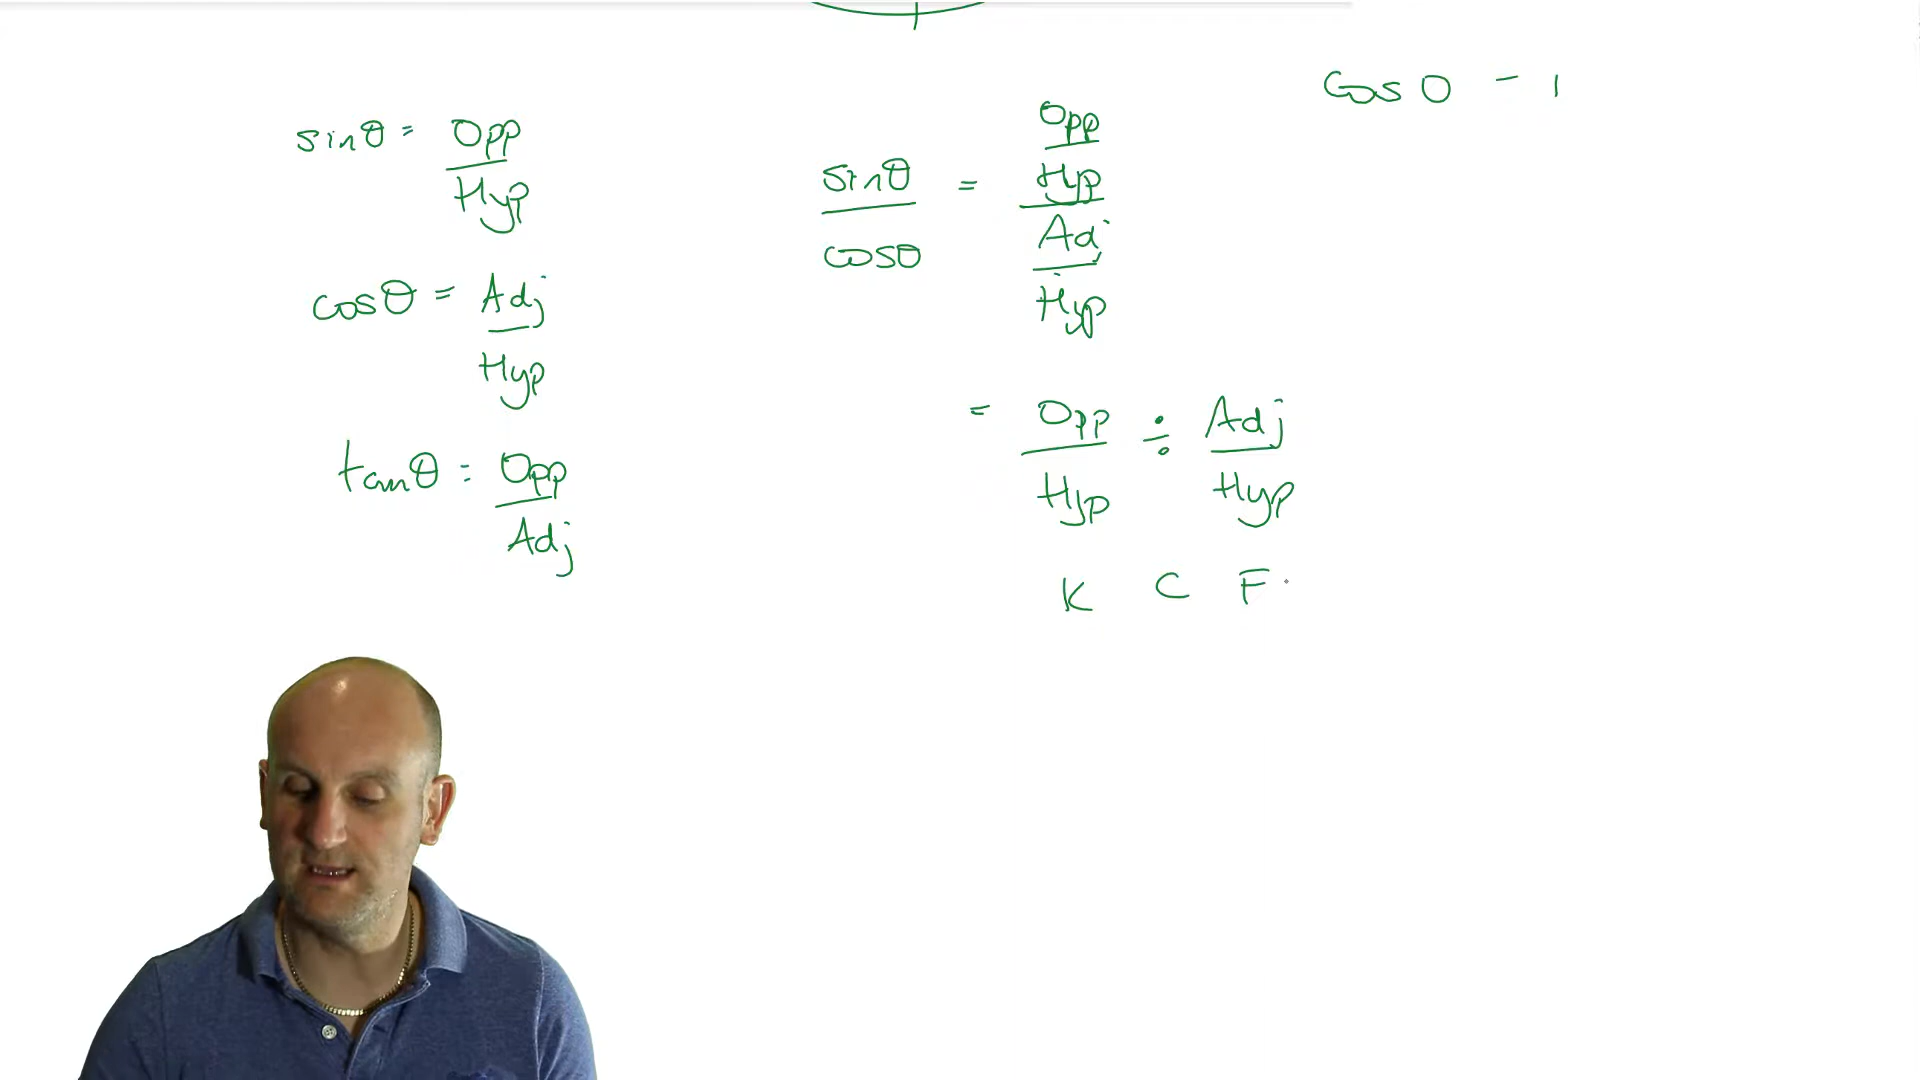 cos 0 - 1
sinθ = Opp
Hyp
cosθ = Adj
Hyp
tanθ = Opp
Adj
sinθ = Opp
Hyp
cosθ Adj
Hyp
= Opp ÷ Adj
Hyp Hyp
K C F